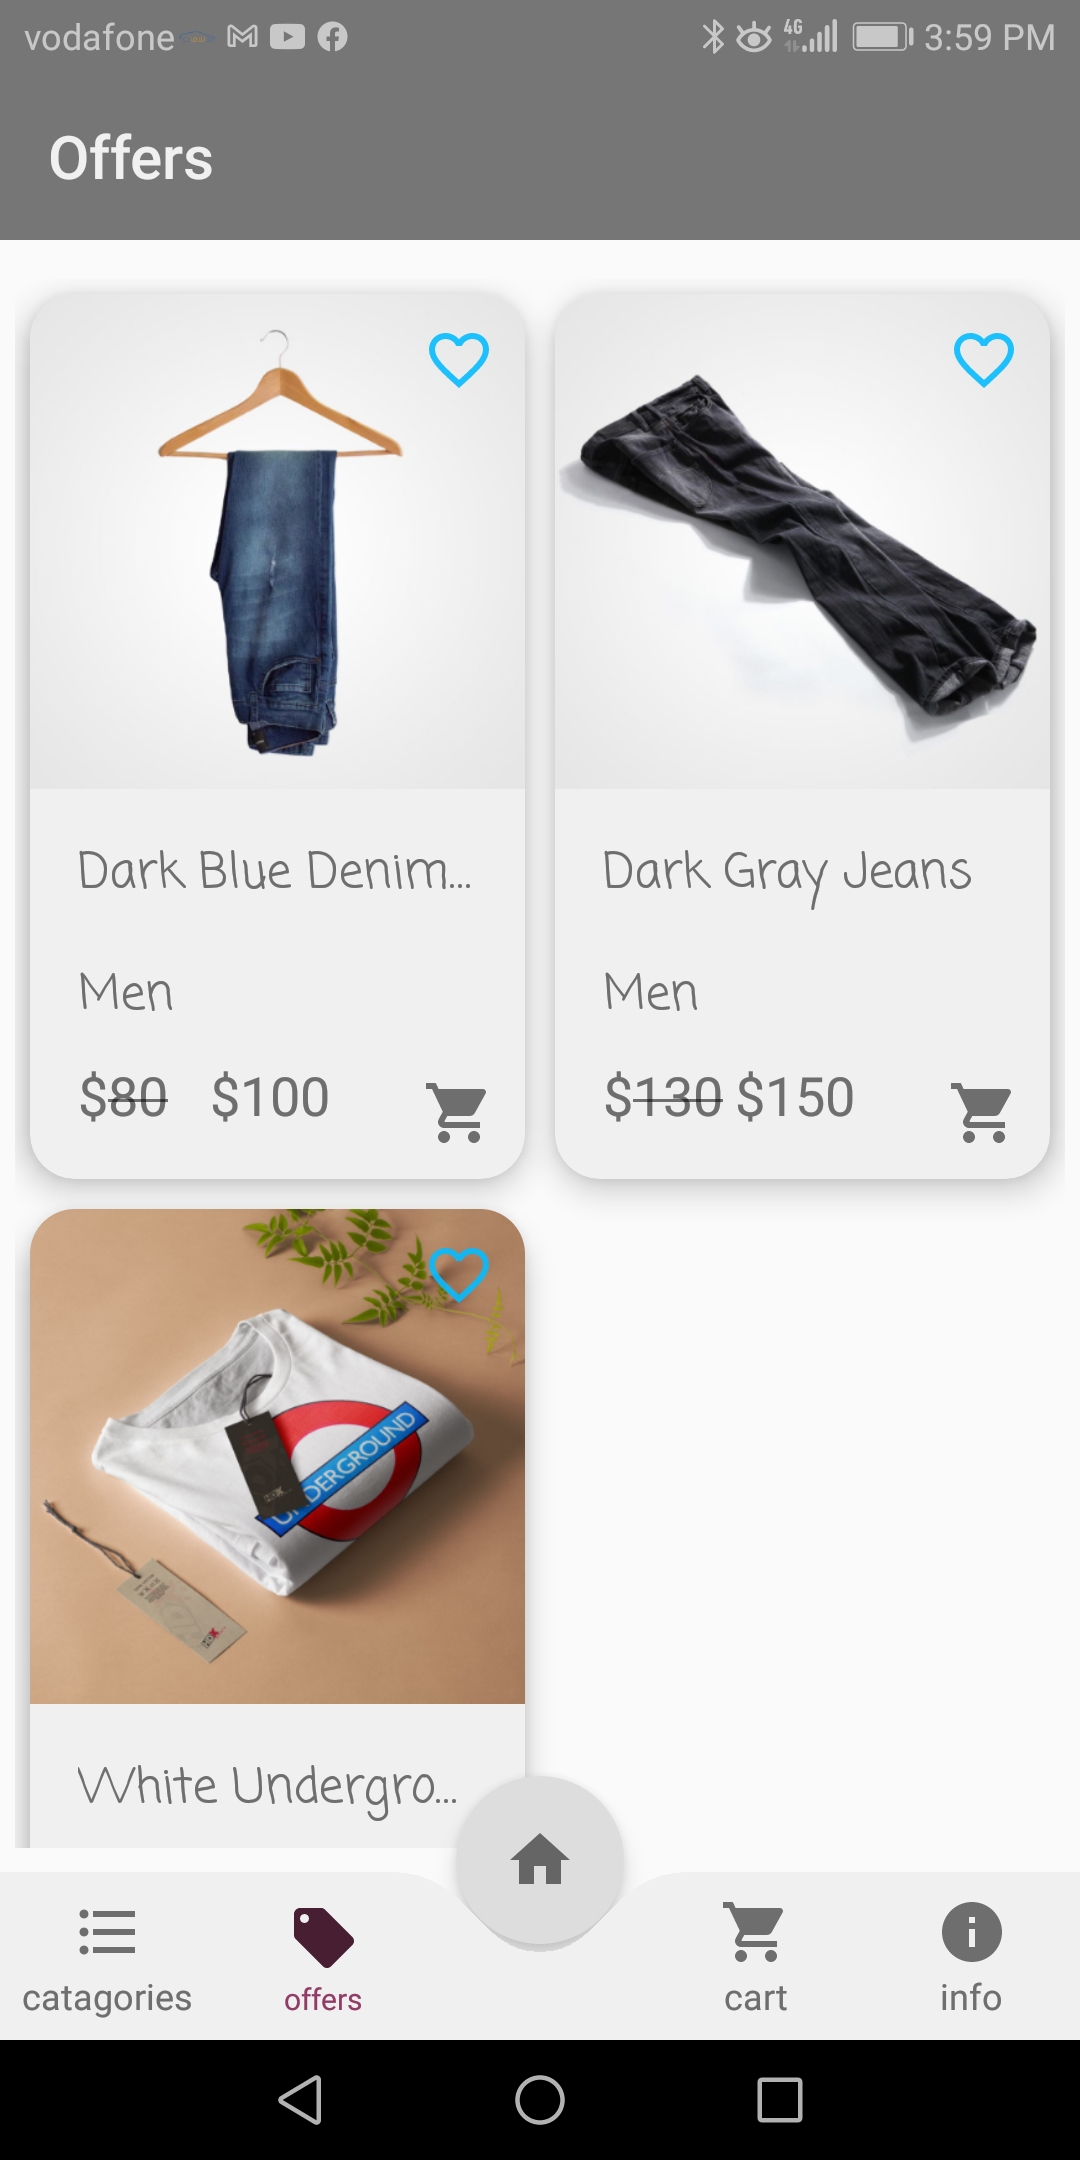 vodafone 4G 3:59 PM
Offers
Dark Blue Denim...
Men
$80 $100
Dark Gray Jeans
Men
$130 $150
UNDERGROUND
White Undergro...
catagories
offers
cart
info